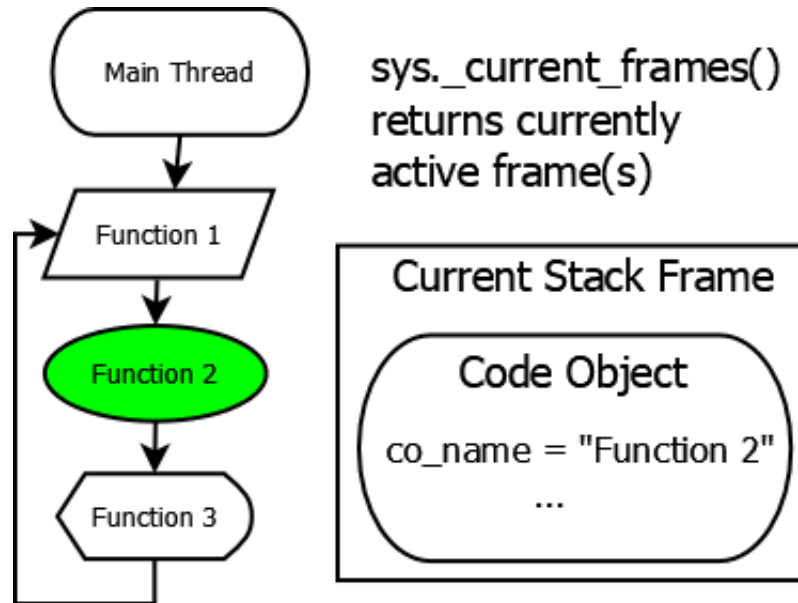 Main Thread
Function 1
Function 2
Function 3
sys._current_frames()
returns currently
active frame(s)
Current Stack Frame
Code Object
co_name = "Function 2"
...